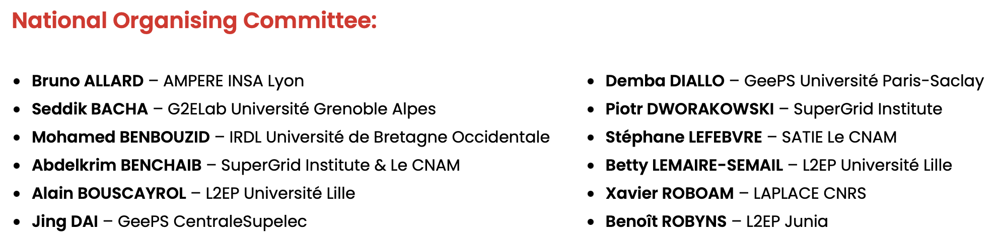 National Organising Committee:
• Bruno ALLARD – AMPERE INSA Lyon
• Seddik BACHA – G2ELab Université Grenoble Alpes
• Mohamed BENBOUZID – IRDL Université de Bretagne Occidentale
• Abdelkrim BENCHAIB – SuperGrid Institute & Le CNAM
• Alain BOUSCAYROL – L2EP Université Lille
• Jing DAI – GeePS CentraleSupelec
• Demba DIALLO – GeePS Université Paris-Saclay
• Piotr DWORAKOWSKI – SuperGrid Institute
• Stéphane LEFEBVRE – SATIE Le CNAM
• Betty LEMAIRE-SEMAIL – L2EP Université Lille
• Xavier ROBOAM – LAPLACE CNRS
• Benoît ROBYNS – L2EP Junia